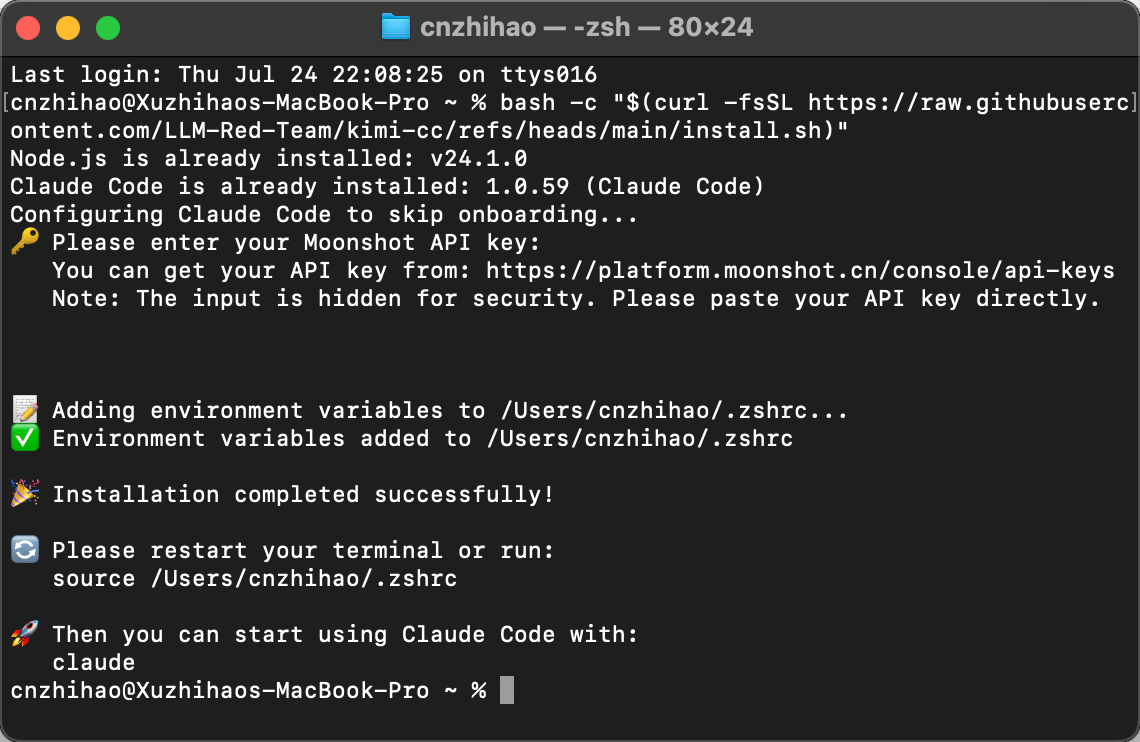 cnzhihao — -zsh — 80×24
Last login: Thu Jul 24 22:08:25 on ttys016
[cnzhihao@Xuzhihaos-MacBook-Pro ~ % bash -c "$(curl -fsSL https://raw.githubuserc]
ontent.com/LLM-Red-Team/kimi-cc/refs/heads/main/install.sh)"
Node.js is already installed: v24.1.0
Claude Code is already installed: 1.0.59 (Claude Code)
Configuring Claude Code to skip onboarding...
🔑 Please enter your Moonshot API key:
   You can get your API key from: https://platform.moonshot.cn/console/api-keys
   Note: The input is hidden for security. Please paste your API key directly.
📝 Adding environment variables to /Users/cnzhihao/.zshrc...
✅ Environment variables added to /Users/cnzhihao/.zshrc
🎉 Installation completed successfully!
🔄 Please restart your terminal or run:
   source /Users/cnzhihao/.zshrc
🚀 Then you can start using Claude Code with:
   claude
cnzhihao@Xuzhihaos-MacBook-Pro ~ %